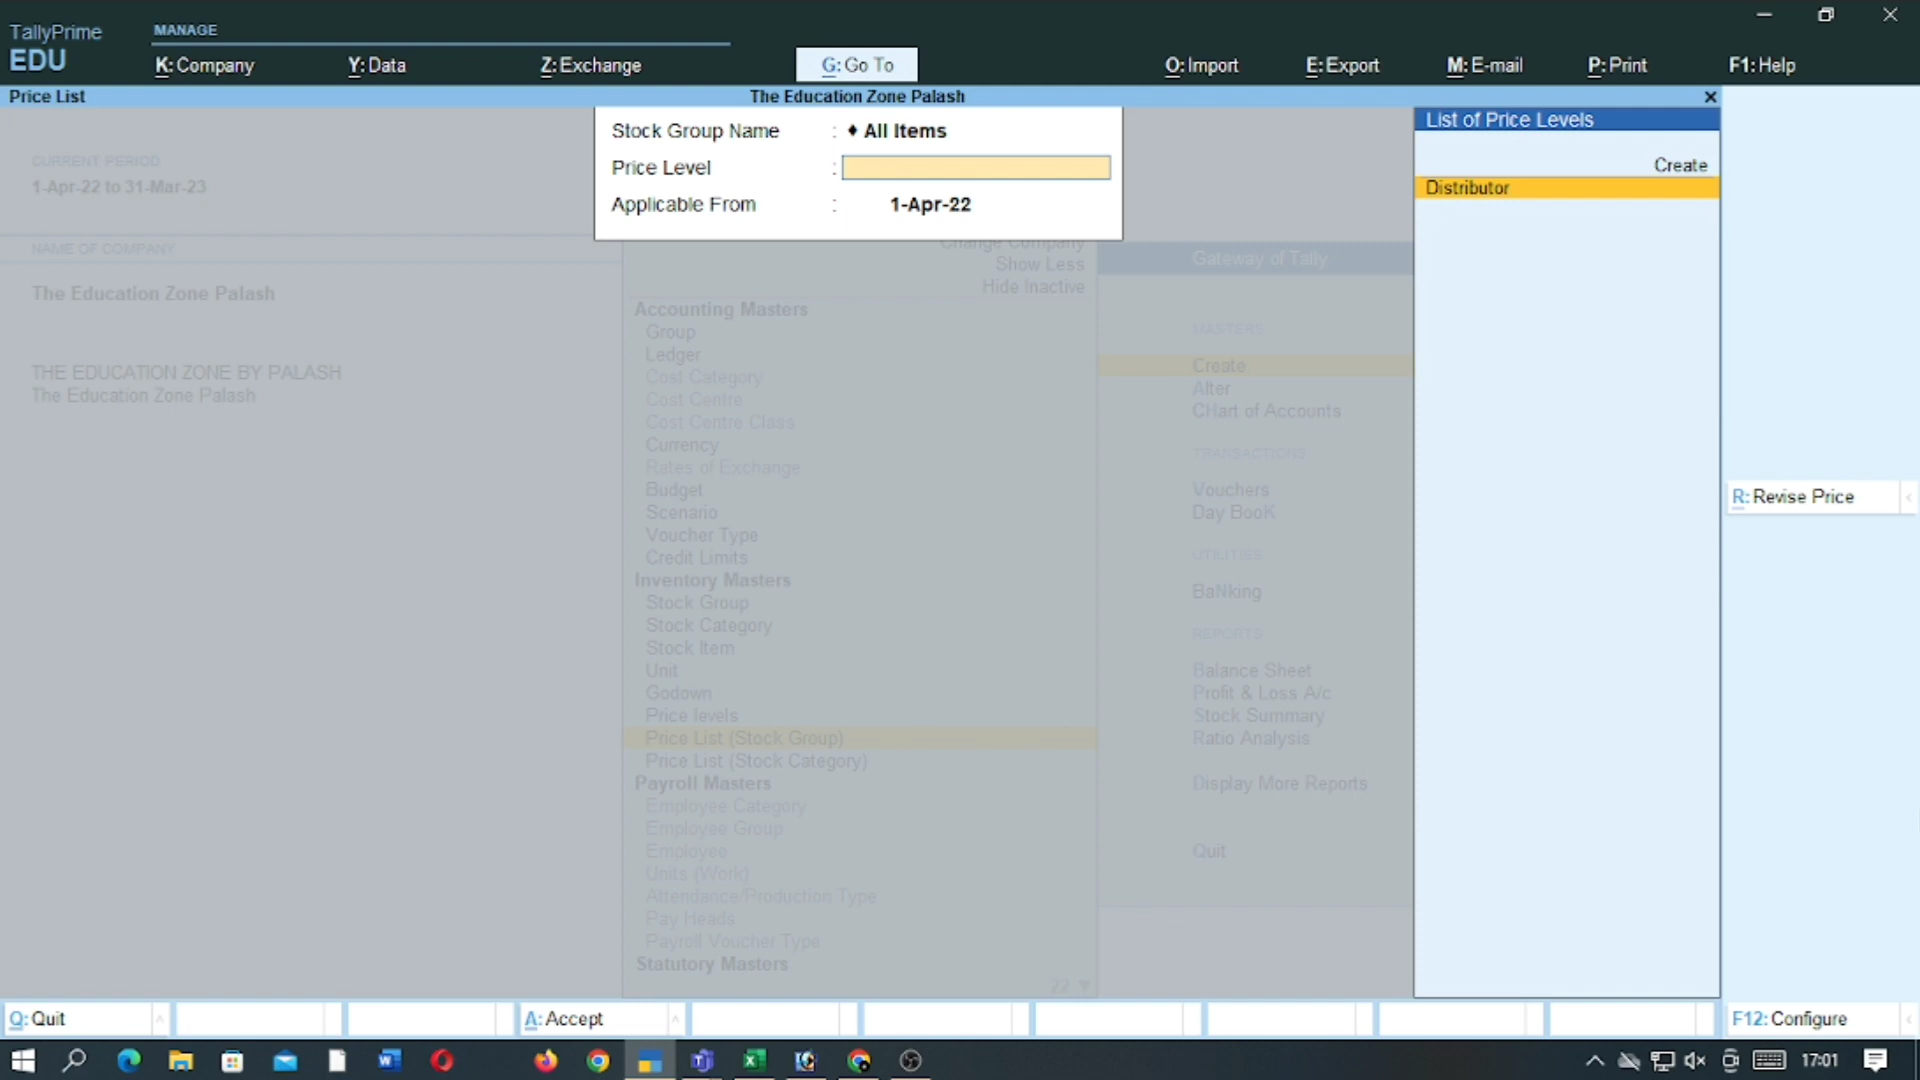 TallyPrime
EDU
MANAGE
K: Company
Y: Data
Z: Exchange
G: Go To
O: Import
E: Export
M: E-mail
P: Print
F1: Help
Price List
The Education Zone Palash
Stock Group Name : ♦ All Items
Price Level :
Applicable From : 1-Apr-22
List of Price Levels
Create
Distributor
CURRENT PERIOD
1-Apr-22 to 31-Mar-23
NAME OF COMPANY
The Education Zone Palash
THE EDUCATION ZONE BY PALASH
The Education Zone Palash
Change Company
Show Less
Hide Inactive
Accounting Masters
Group
Ledger
Cost Category
Cost Centre
Cost Centre Class
Currency
Rates of Exchange
Budget
Scenario
Voucher Type
Credit Limits
Inventory Masters
Stock Group
Stock Category
Stock Item
Unit
Godown
Price levels
Price List (Stock Group)
Price List (Stock Category)
Payroll Masters
Employee Category
Employee Group
Employee
Units (Work)
Attendance/Production Type
Pay Heads
Payroll Voucher Type
Statutory Masters
22 ▼
Gateway of Tally
MASTERS
Create
Alter
CHart of Accounts
TRANSACTIONS
Vouchers
Day BooK
UTILITIES
BaNking
REPORTS
Balance Sheet
Profit & Loss A/c
Stock Summary
Ratio Analysis
Display More Reports
Quit
R: Revise Price
Q: Quit
A: Accept
F12: Configure
17:01